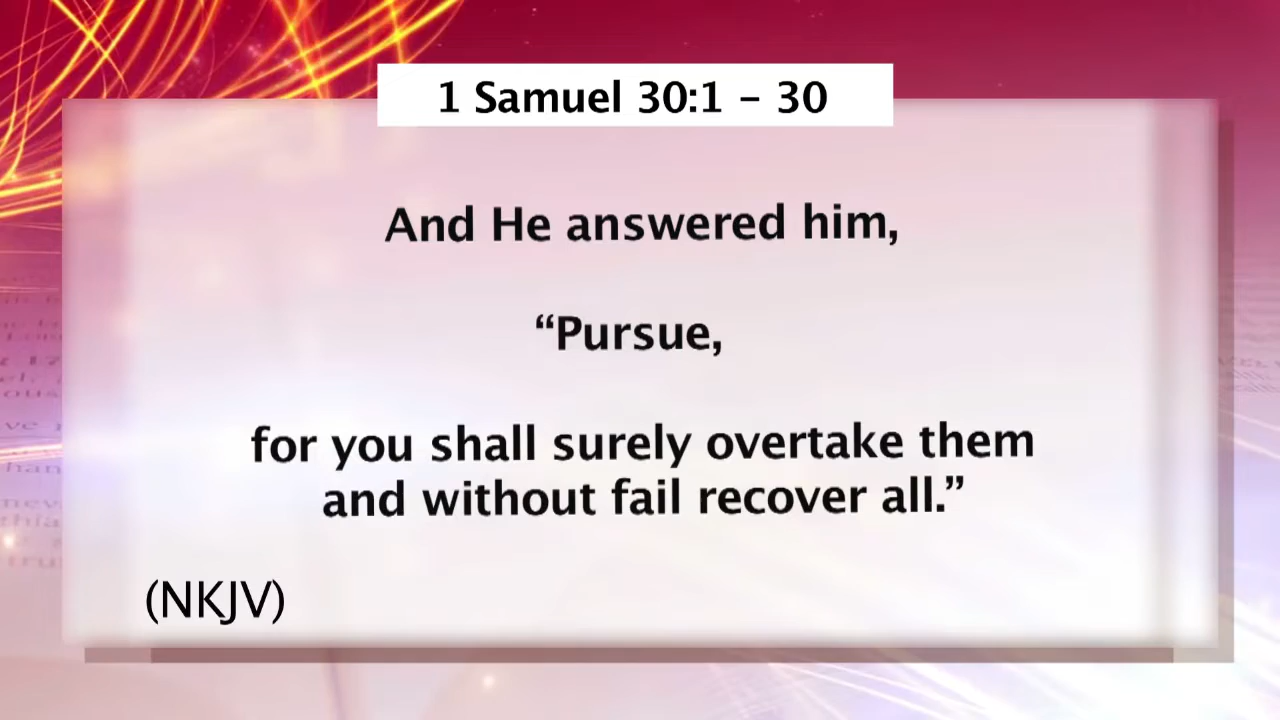 1 Samuel 30:1 – 30
And He answered him,
“Pursue,
for you shall surely overtake them
and without fail recover all.”
(NKJV)